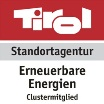 Tirol
Standortagentur
Erneuerbare
Energien
Clustermitglied